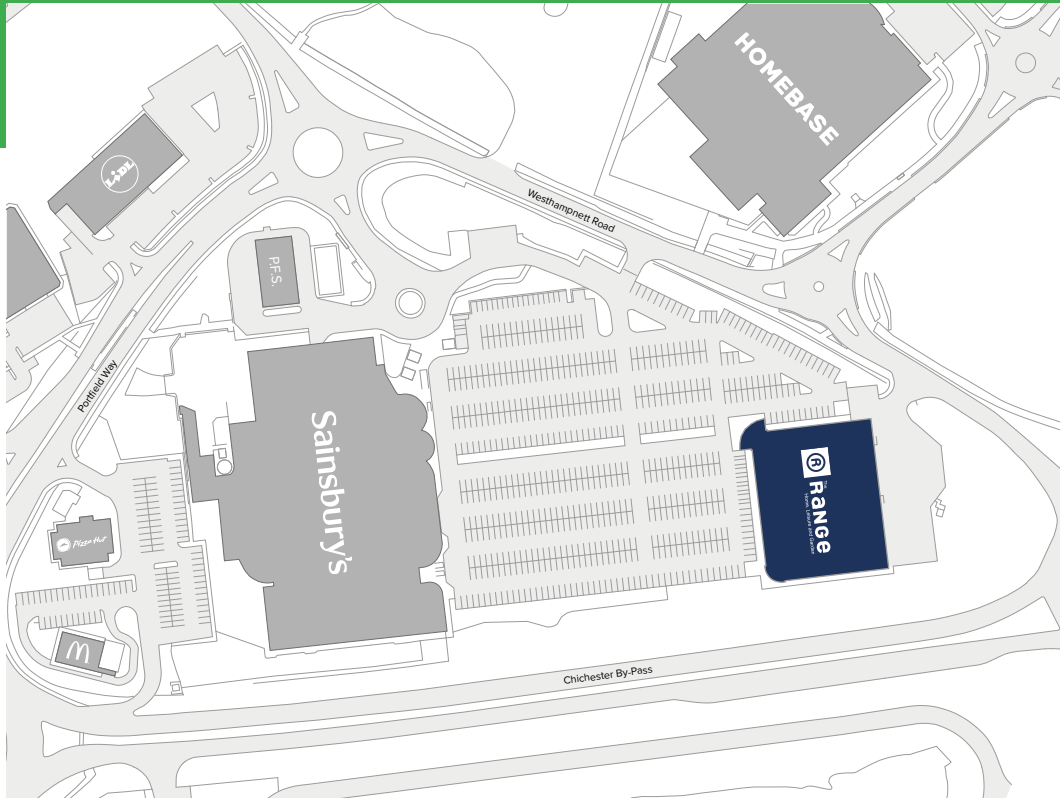 HOMEBASE
LiDL
Westhampnett Road
P.F.S.
Portfield Way
Sainsbury's
The
RaNGe
Home, Leisure and Garden
Pizza Hut
M
Chichester By-Pass